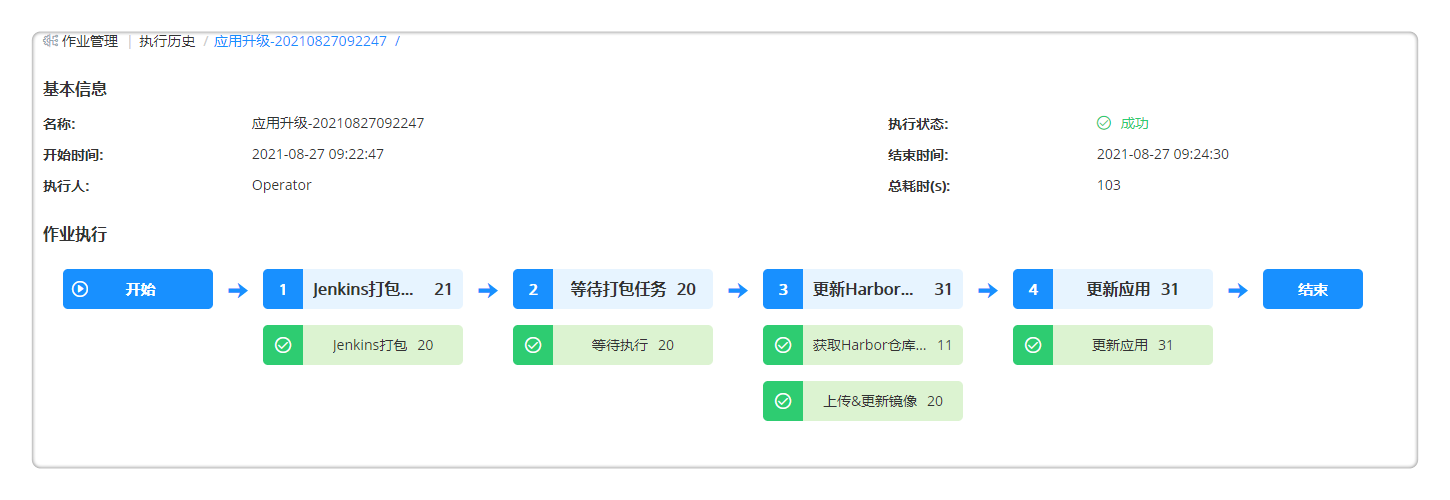 作业管理 | 执行历史 / 应用升级-20210827092247 /
基本信息
名称: 应用升级-20210827092247 执行状态: 成功
开始时间: 2021-08-27 09:22:47 结束时间: 2021-08-27 09:24:30
执行人: Operator 总耗时(s): 103
作业执行
开始 1 Jenkins打包... 21 2 等待打包任务 20 3 更新Harbor... 31 4 更新应用 31 结束
Jenkins打包 20 等待执行 20 获取Harbor仓库... 11 更新应用 31
上传&更新镜像 20